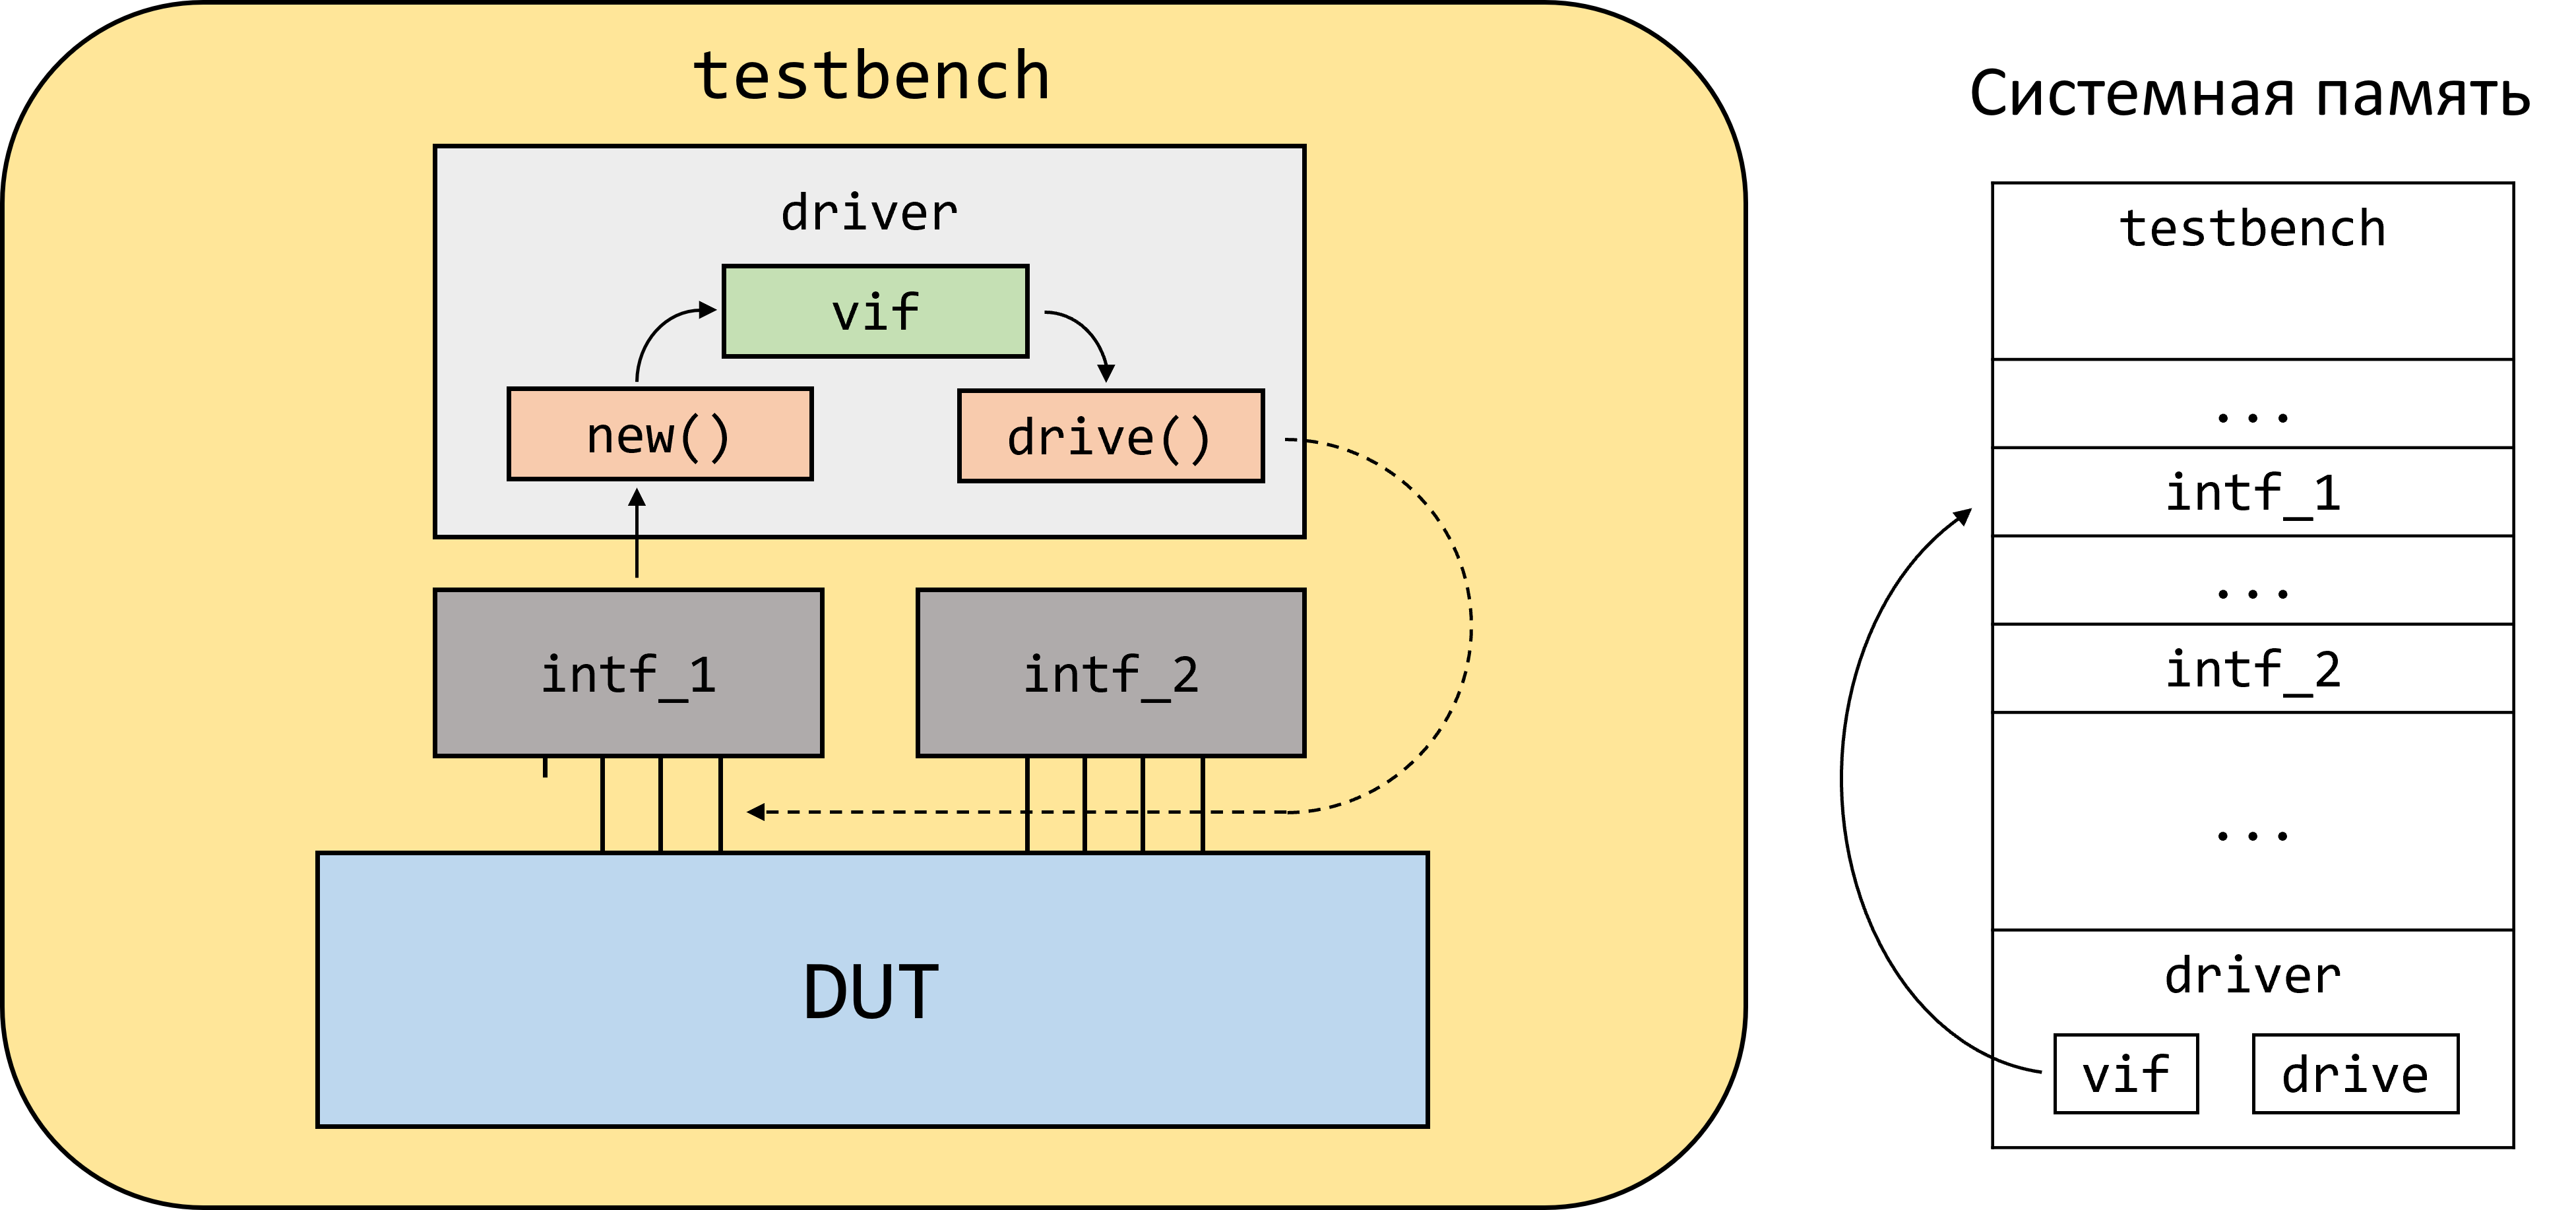 testbench
driver
vif
new()
drive()
intf_1
intf_2
DUT
Системная память
testbench
...
intf_1
...
intf_2
...
driver
vif
drive